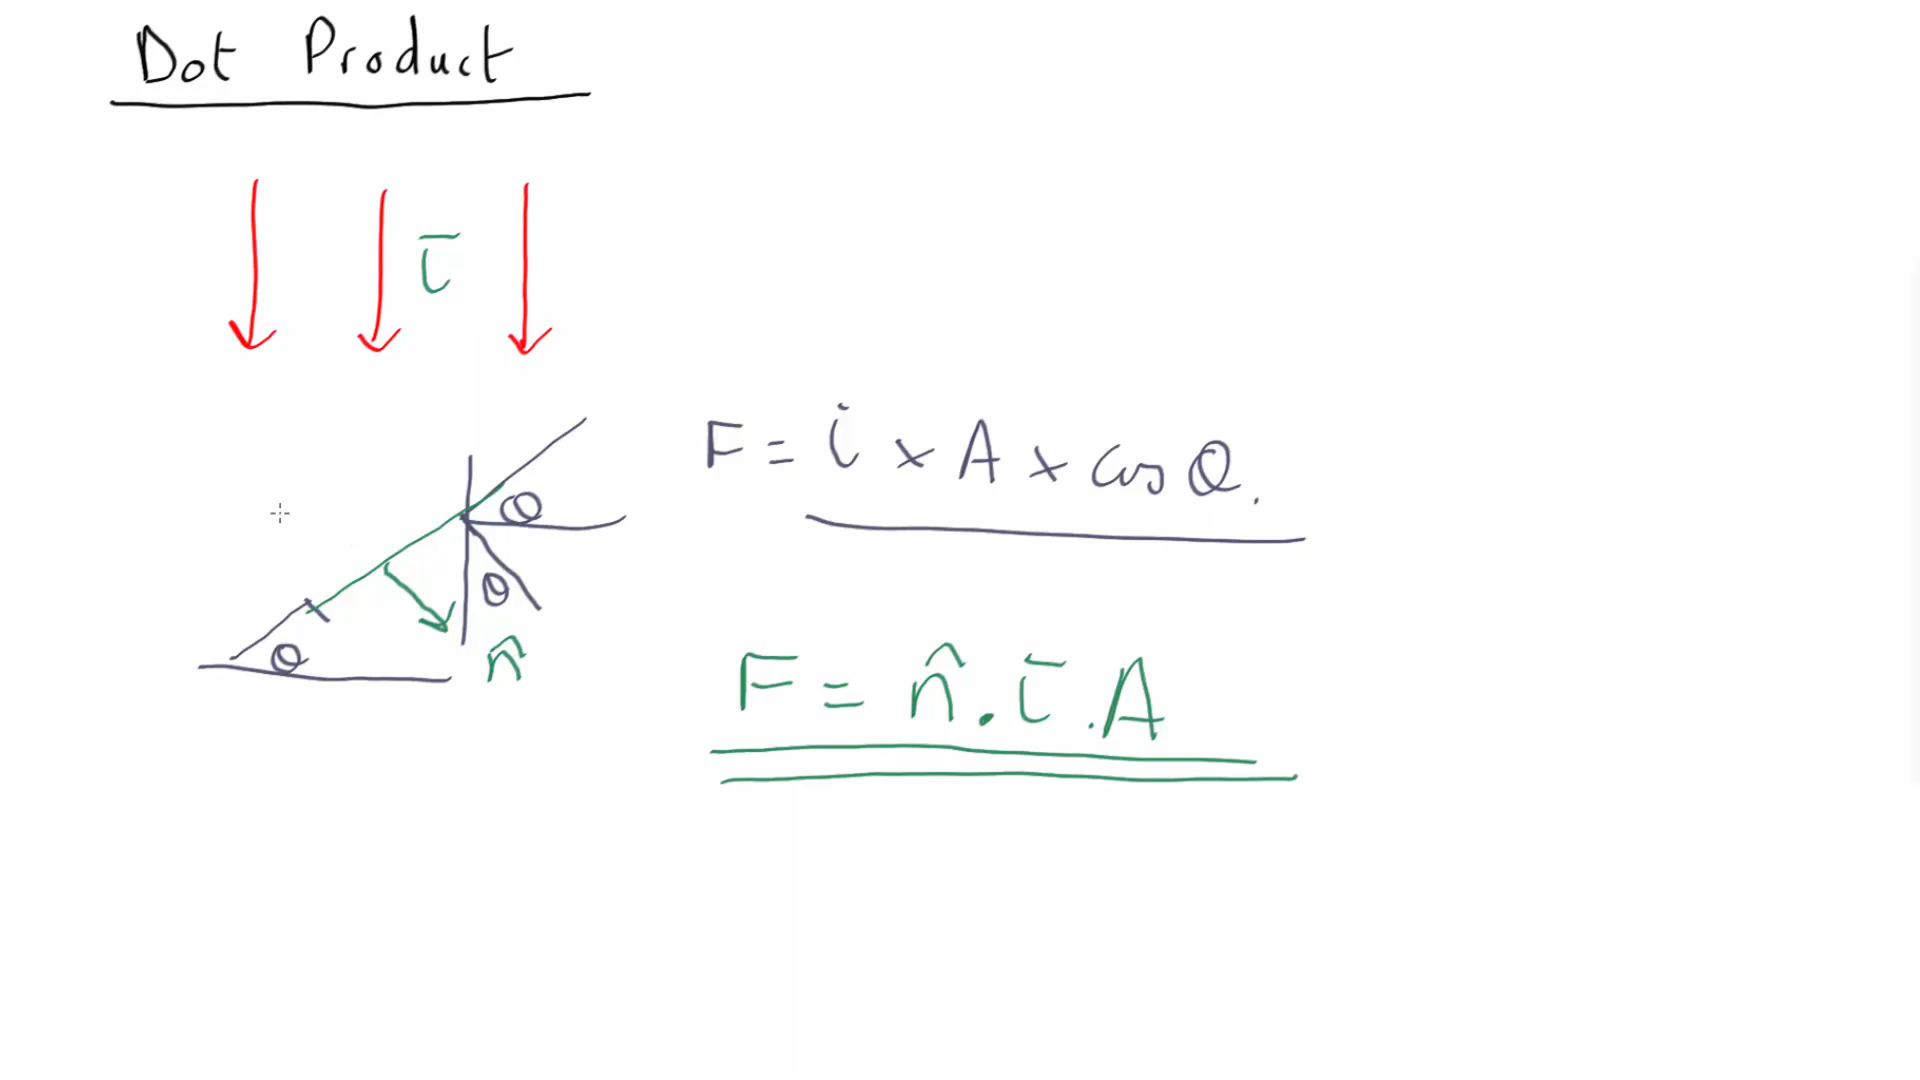 Dot Product
i̅
F = i × A × cos θ.
θ
θ
θ
n̂
F = n̂ . i̅ . A